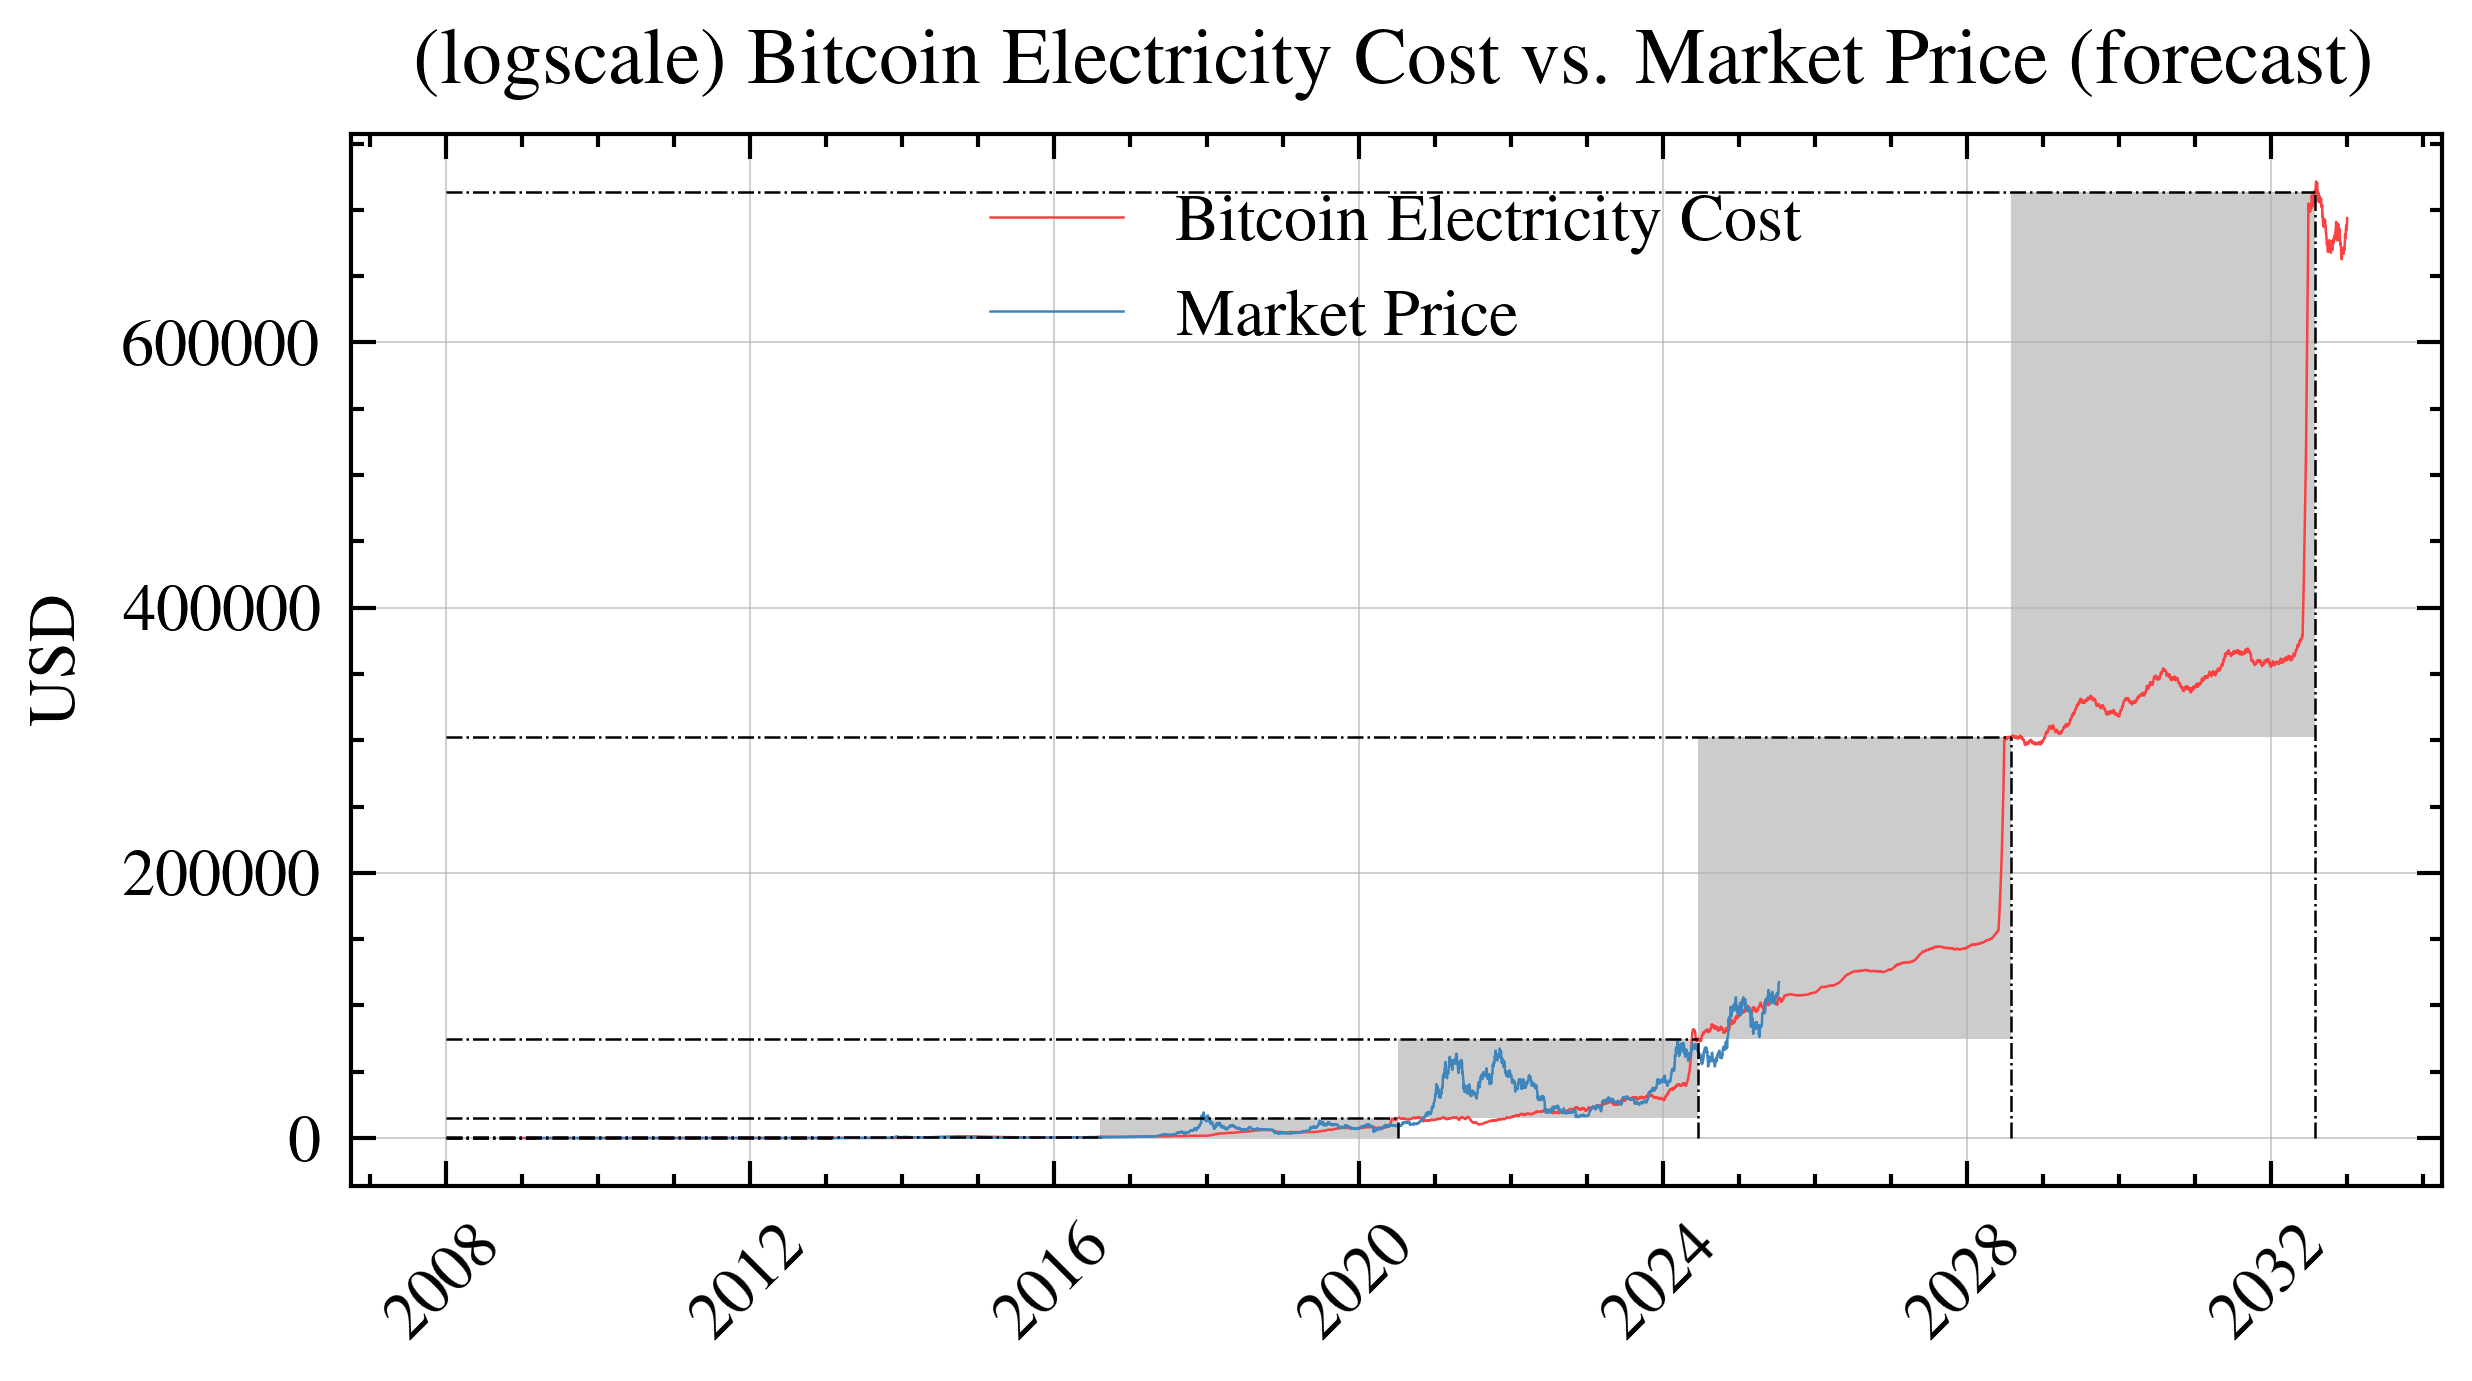 (logscale) Bitcoin Electricity Cost vs. Market Price (forecast)
Bitcoin Electricity Cost
Market Price
USD
600000
400000
200000
0
2008
2012
2016
2020
2024
2028
2032